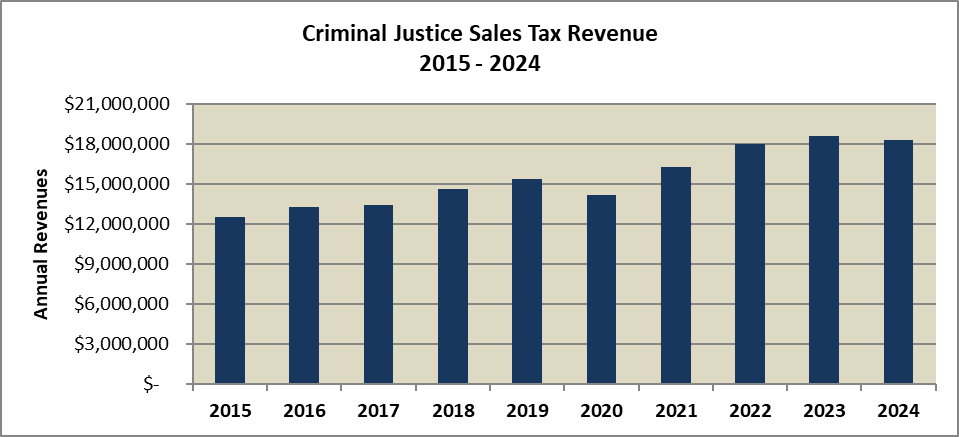 Criminal Justice Sales Tax Revenue
2015 - 2024
Annual Revenues
$21,000,000
$18,000,000
$15,000,000
$12,000,000
$9,000,000
$6,000,000
$3,000,000
$-
2015 2016 2017 2018 2019 2020 2021 2022 2023 2024